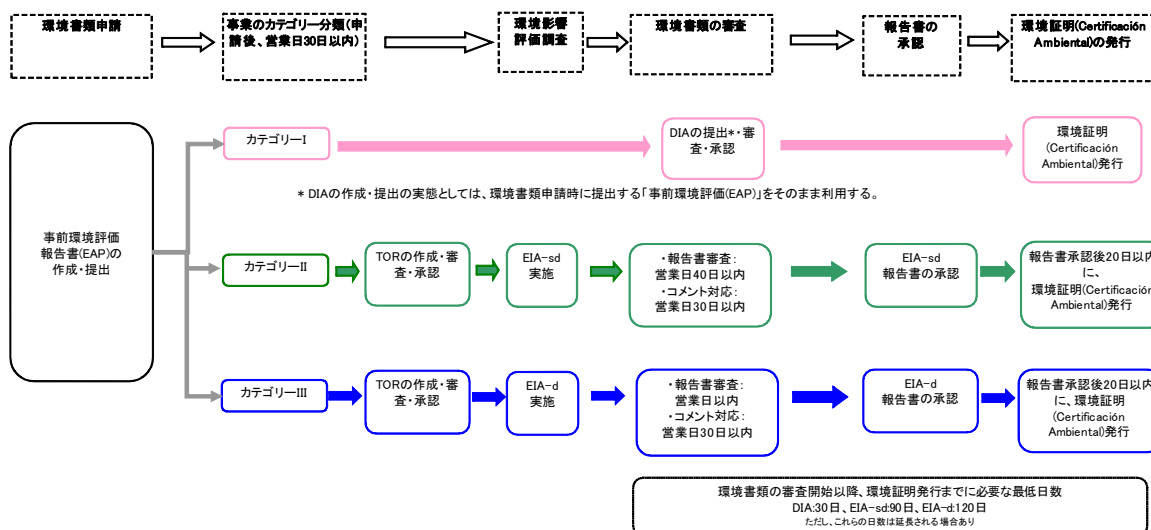 環境書類申請
事業のカテゴリー分類(申
請後、営業日30日以内)
環境影響
評価調査
環境書類の審査
報告書の
承認
環境証明(Certificación
Ambiental)の発行
事前環境評価
報告書(EAP)の
作成・提出
カテゴリーI
DIAの提出*・審
査・承認
環境証明
(Certificación
Ambiental)発行
* DIAの作成・提出の実態としては、環境書類申請時に提出する「事前環境評価(EAP)」をそのまま利用する。
カテゴリーII
TORの作成・審
査・承認
EIA-sd
実施
・報告書審査:
営業日40日以内
・コメント対応:
営業日30日以内
EIA-sd
報告書の承認
報告書承認後20日以内
に、
環境証明(Certificación
Ambiental)発行
カテゴリーIII
TORの作成・審
査・承認
EIA-d
実施
・報告書審査:
営業日以内
・コメント対応:
営業日30日以内
EIA-d
報告書の承認
報告書承認後20日以内
に、環境証明
(Certificación
Ambiental)発行
環境書類の審査開始以降、環境証明発行までに必要な最低日数
DIA:30日、EIA-sd:90日、EIA-d:120日
ただし、これらの日数は延長される場合あり